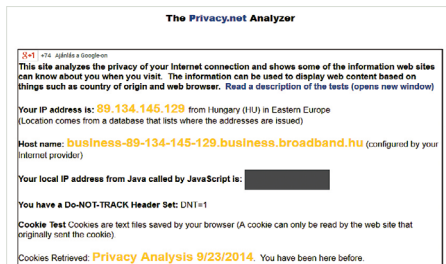 The Privacy.net Analyzer
+1 +74 Ajánlás a Google-on
This site analyzes the privacy of your Internet connection and shows some of the information web sites
can know about you when you visit. The information can be used to display web content based on
things such as country of origin and web browser. Read a description of the tests (opens new window)
Your IP address is: 89.134.145.129 from Hungary (HU) in Eastern Europe
(Location comes from a database that lists where the addresses are issued)
Host name: business-89-134-145-129.business.broadband.hu (configured by your
Internet provider)
Your local IP address from Java called by JavaScript is:
You have a Do-NOT-TRACK Header Set: DNT=1
Cookie Test Cookies are text files saved by your browser (A cookie can only be read by the web site that
originally sent the cookie).
Cookies Retrieved: Privacy Analysis 9/23/2014. You have been here before.